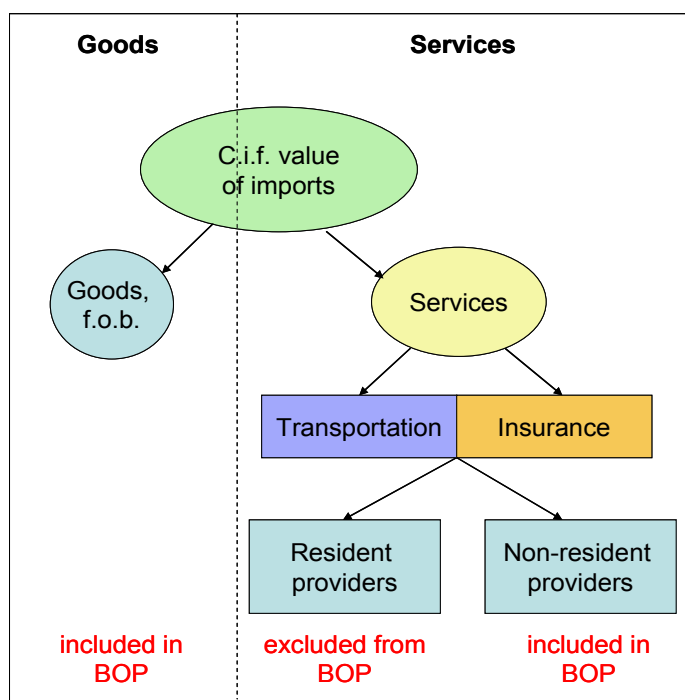 Goods
Services
C.i.f. value
of imports
Goods,
f.o.b.
Services
Transportation
Insurance
Resident
providers
Non-resident
providers
included in
BOP
excluded from
BOP
included in
BOP